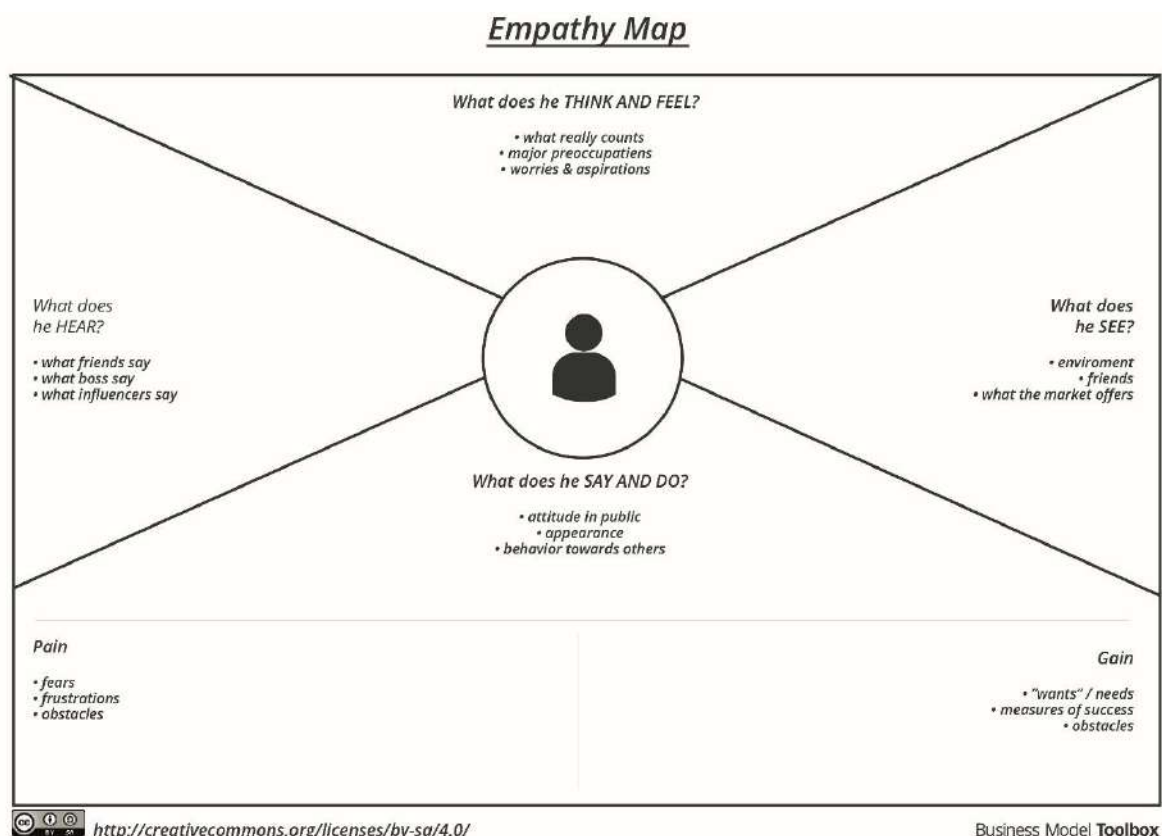 Empathy Map
What does he THINK AND FEEL?
• what really counts
• major preoccupatiens
• worries & aspirations
What does
he HEAR?
• what friends say
• what boss say
• what influencers say
What does
he SEE?
• enviroment
• friends
• what the market offers
What does he SAY AND DO?
• attitude in public
• appearance
• behavior towards others
Pain
• fears
• frustrations
• obstacles
Gain
• "wants" / needs
• measures of success
• obstacles
cc BY SA
http://creativecommons.org/licenses/by-sa/4.0/
Business Model Toolbox